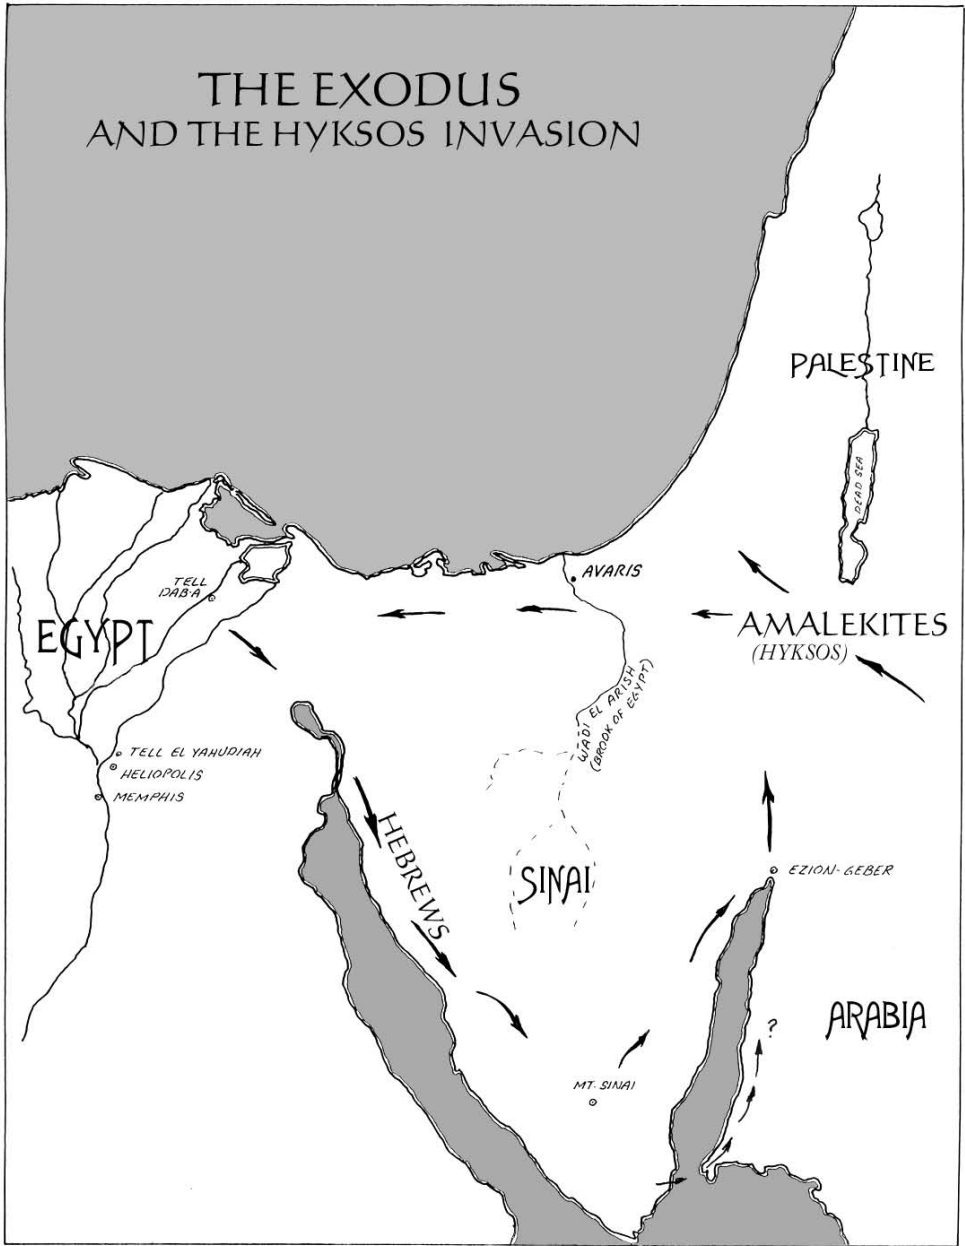 THE EXODUS
AND THE HYKSOS INVASION
PALESTINE
DEAD SEA
AVARIS
TELL
DAB·A
EGYPT
AMALEKITES
(HYKSOS)
WADI EL ARISH
(BROOK OF EGYPT)
TELL EL YAHUDIAH
HELIOPOLIS
MEMPHIS
HEBREWS
SINAI
EZION-GEBER
ARABIA
?
MT. SINAI